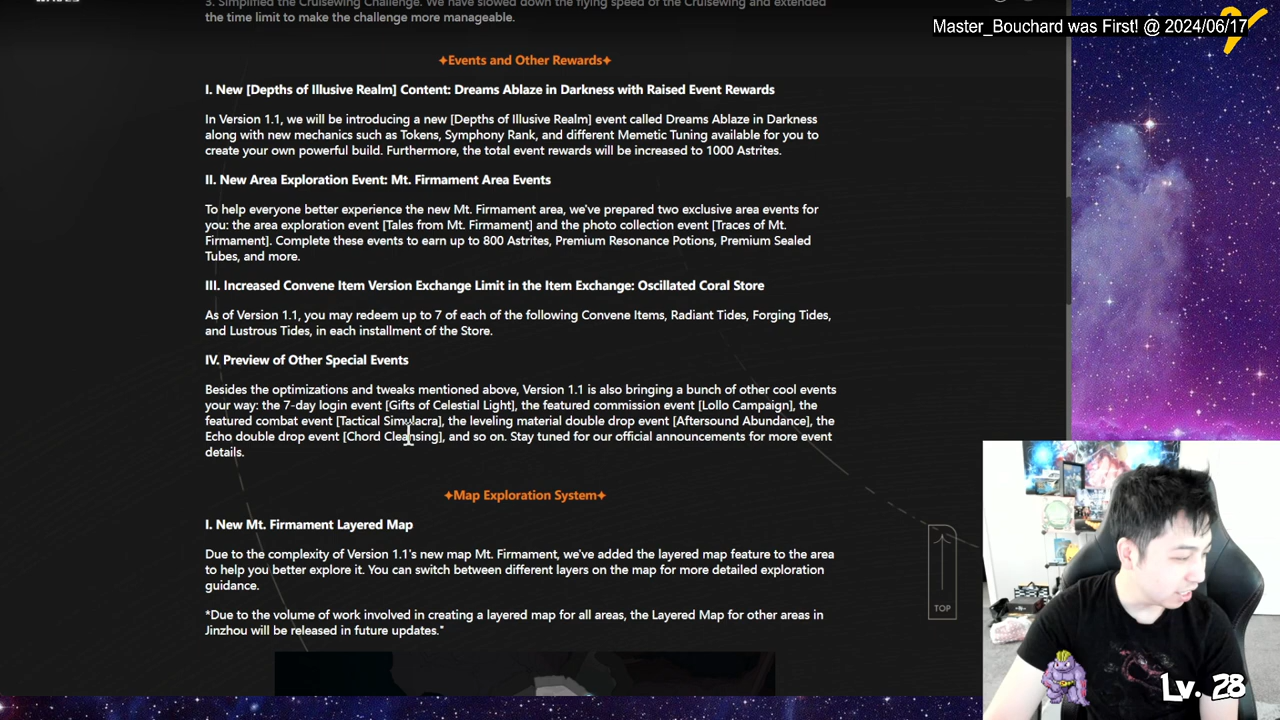 3. Simplified the Cruisewing Challenge. We have slowed down the flying speed of the Cruisewing and extended
the time limit to make the challenge more manageable.
Master_Bouchard was First! @ 2024/06/17
✦Events and Other Rewards✦
I. New [Depths of Illusive Realm] Content: Dreams Ablaze in Darkness with Raised Event Rewards
In Version 1.1, we will be introducing a new [Depths of Illusive Realm] event called Dreams Ablaze in Darkness
along with new mechanics such as Tokens, Symphony Rank, and different Memetic Tuning available for you to
create your own powerful build. Furthermore, the total event rewards will be increased to 1000 Astrites.
II. New Area Exploration Event: Mt. Firmament Area Events
To help everyone better experience the new Mt. Firmament area, we've prepared two exclusive area events for
you: the area exploration event [Tales from Mt. Firmament] and the photo collection event [Traces of Mt.
Firmament]. Complete these events to earn up to 800 Astrites, Premium Resonance Potions, Premium Sealed
Tubes, and more.
III. Increased Convene Item Version Exchange Limit in the Item Exchange: Oscillated Coral Store
As of Version 1.1, you may redeem up to 7 of each of the following Convene Items, Radiant Tides, Forging Tides,
and Lustrous Tides, in each installment of the Store.
IV. Preview of Other Special Events
Besides the optimizations and tweaks mentioned above, Version 1.1 is also bringing a bunch of other cool events
your way: the 7-day login event [Gifts of Celestial Light], the featured commission event [Lollo Campaign], the
featured combat event [Tactical Simulacra], the leveling material double drop event [Aftersound Abundance], the
Echo double drop event [Chord Cleansing], and so on. Stay tuned for our official announcements for more event
details.
✦Map Exploration System✦
I. New Mt. Firmament Layered Map
Due to the complexity of Version 1.1's new map Mt. Firmament, we've added the layered map feature to the area
to help you better explore it. You can switch between different layers on the map for more detailed exploration
guidance.
*Due to the volume of work involved in creating a layered map for all areas, the Layered Map for other areas in
Jinzhou will be released in future updates."
TOP
Lv. 28